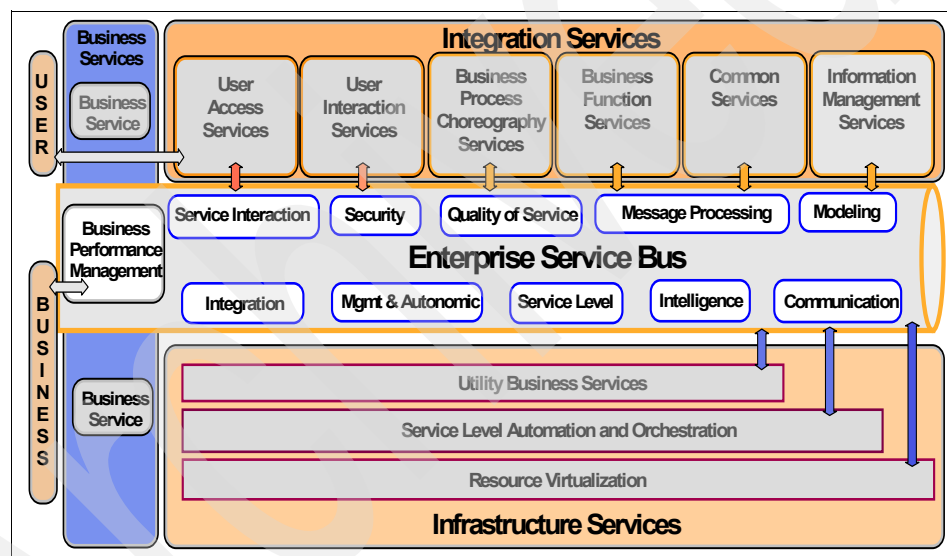 Business
Services
Integration Services
USER
Business
Service
User
Access
Services
User
Interaction
Services
Business
Process
Choreography
Services
Business
Function
Services
Common
Services
Information
Management
Services
Service Interaction
Security
Quality of Service
Message Processing
Modeling
Business
Performance
Management
Enterprise Service Bus
BUSINESS
Integration
Mgmt & Autonomic
Service Level
Intelligence
Communication
Business
Service
Utility Business Services
Service Level Automation and Orchestration
Resource Virtualization
Infrastructure Services